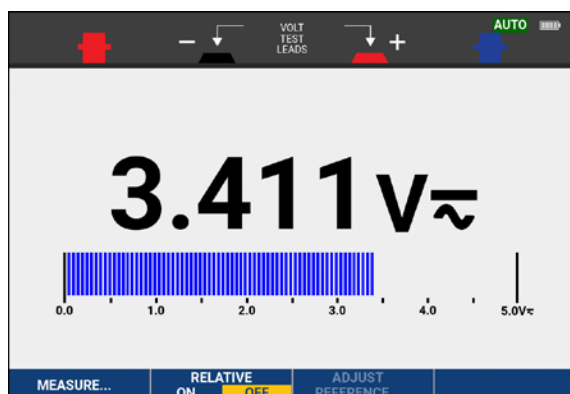 VOLT
TEST
LEADS
− + AUTO
3.411 V⏦
0.0 1.0 2.0 3.0 4.0 5.0V
MEASURE...
RELATIVE
ON OFF
ADJUST
REFERENCE